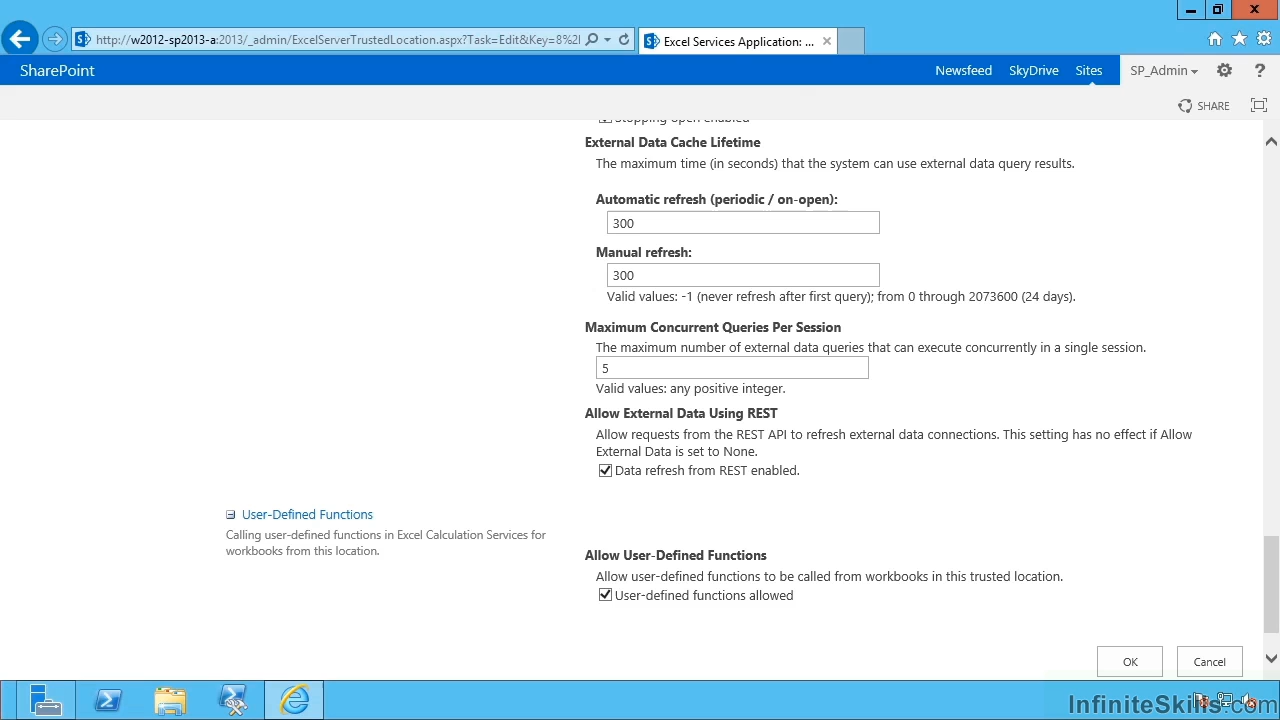 http://w2012-sp2013-a:2013/_admin/ExcelServerTrustedLocation.aspx?Task=Edit&Key=8%2
Excel Services Application: ...
SharePoint
Newsfeed
SkyDrive
Sites
SP_Admin
?
SHARE
Stopping open enabled
External Data Cache Lifetime
The maximum time (in seconds) that the system can use external data query results.
Automatic refresh (periodic / on-open):
300
Manual refresh:
300
Valid values: -1 (never refresh after first query); from 0 through 2073600 (24 days).
Maximum Concurrent Queries Per Session
The maximum number of external data queries that can execute concurrently in a single session.
5
Valid values: any positive integer.
Allow External Data Using REST
Allow requests from the REST API to refresh external data connections. This setting has no effect if Allow
External Data is set to None.
Data refresh from REST enabled.
User-Defined Functions
Calling user-defined functions in Excel Calculation Services for
workbooks from this location.
Allow User-Defined Functions
Allow user-defined functions to be called from workbooks in this trusted location.
User-defined functions allowed
OK
Cancel
InfiniteSkills.com